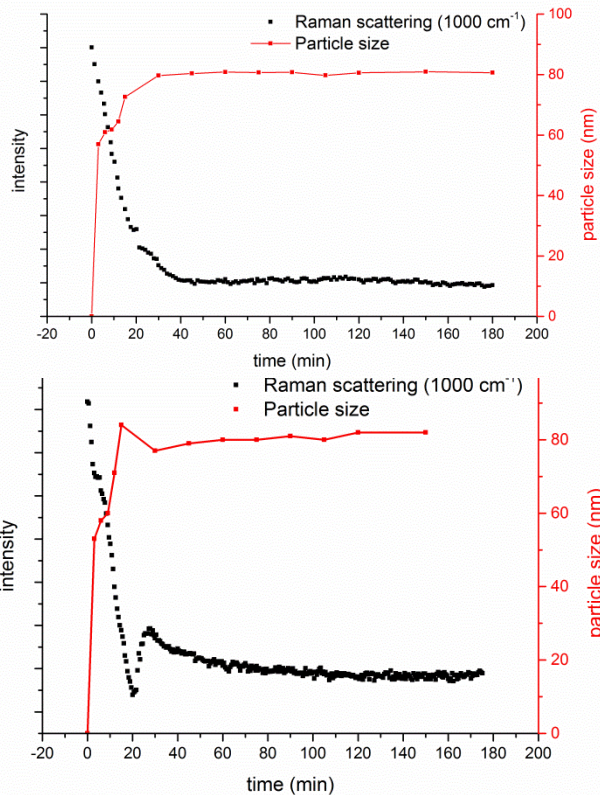 Raman scattering (1000 cm⁻¹)
Particle size
intensity
particle size (nm)
100
80
60
40
20
0
-20 0 20 40 60 80 100 120 140 160 180 200
time (min)
Raman scattering (1000 cm⁻¹)
Particle size
intensity
particle size (nm)
80
60
40
20
0
-20 0 20 40 60 80 100 120 140 160 180 200
time (min)